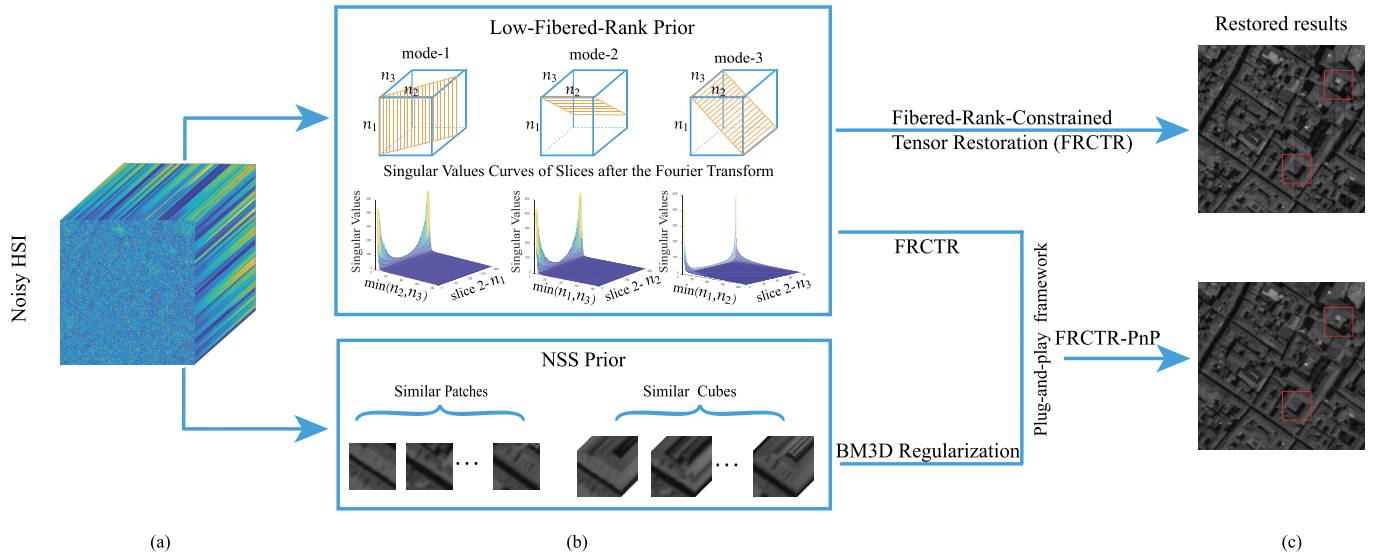 Noisy HSI
(a)
Low-Fibered-Rank Prior
mode-1
mode-2
mode-3
n3
n2
n1
n3
n2
n1
n3
n2
n1
Singular Values Curves of Slices after the Fourier Transform
Singular Values
min(n2,n3)
slice 2-n1
Singular Values
min(n1,n3)
slice 2-n2
Singular Values
min(n1,n2)
slice 2-n3
NSS Prior
Similar Patches
Similar Cubes
...
...
(b)
Fibered-Rank-Constrained
Tensor Restoration (FRCTR)
FRCTR
BM3D Regularization
Plug-and-play framework
FRCTR-PnP
Restored results
(c)